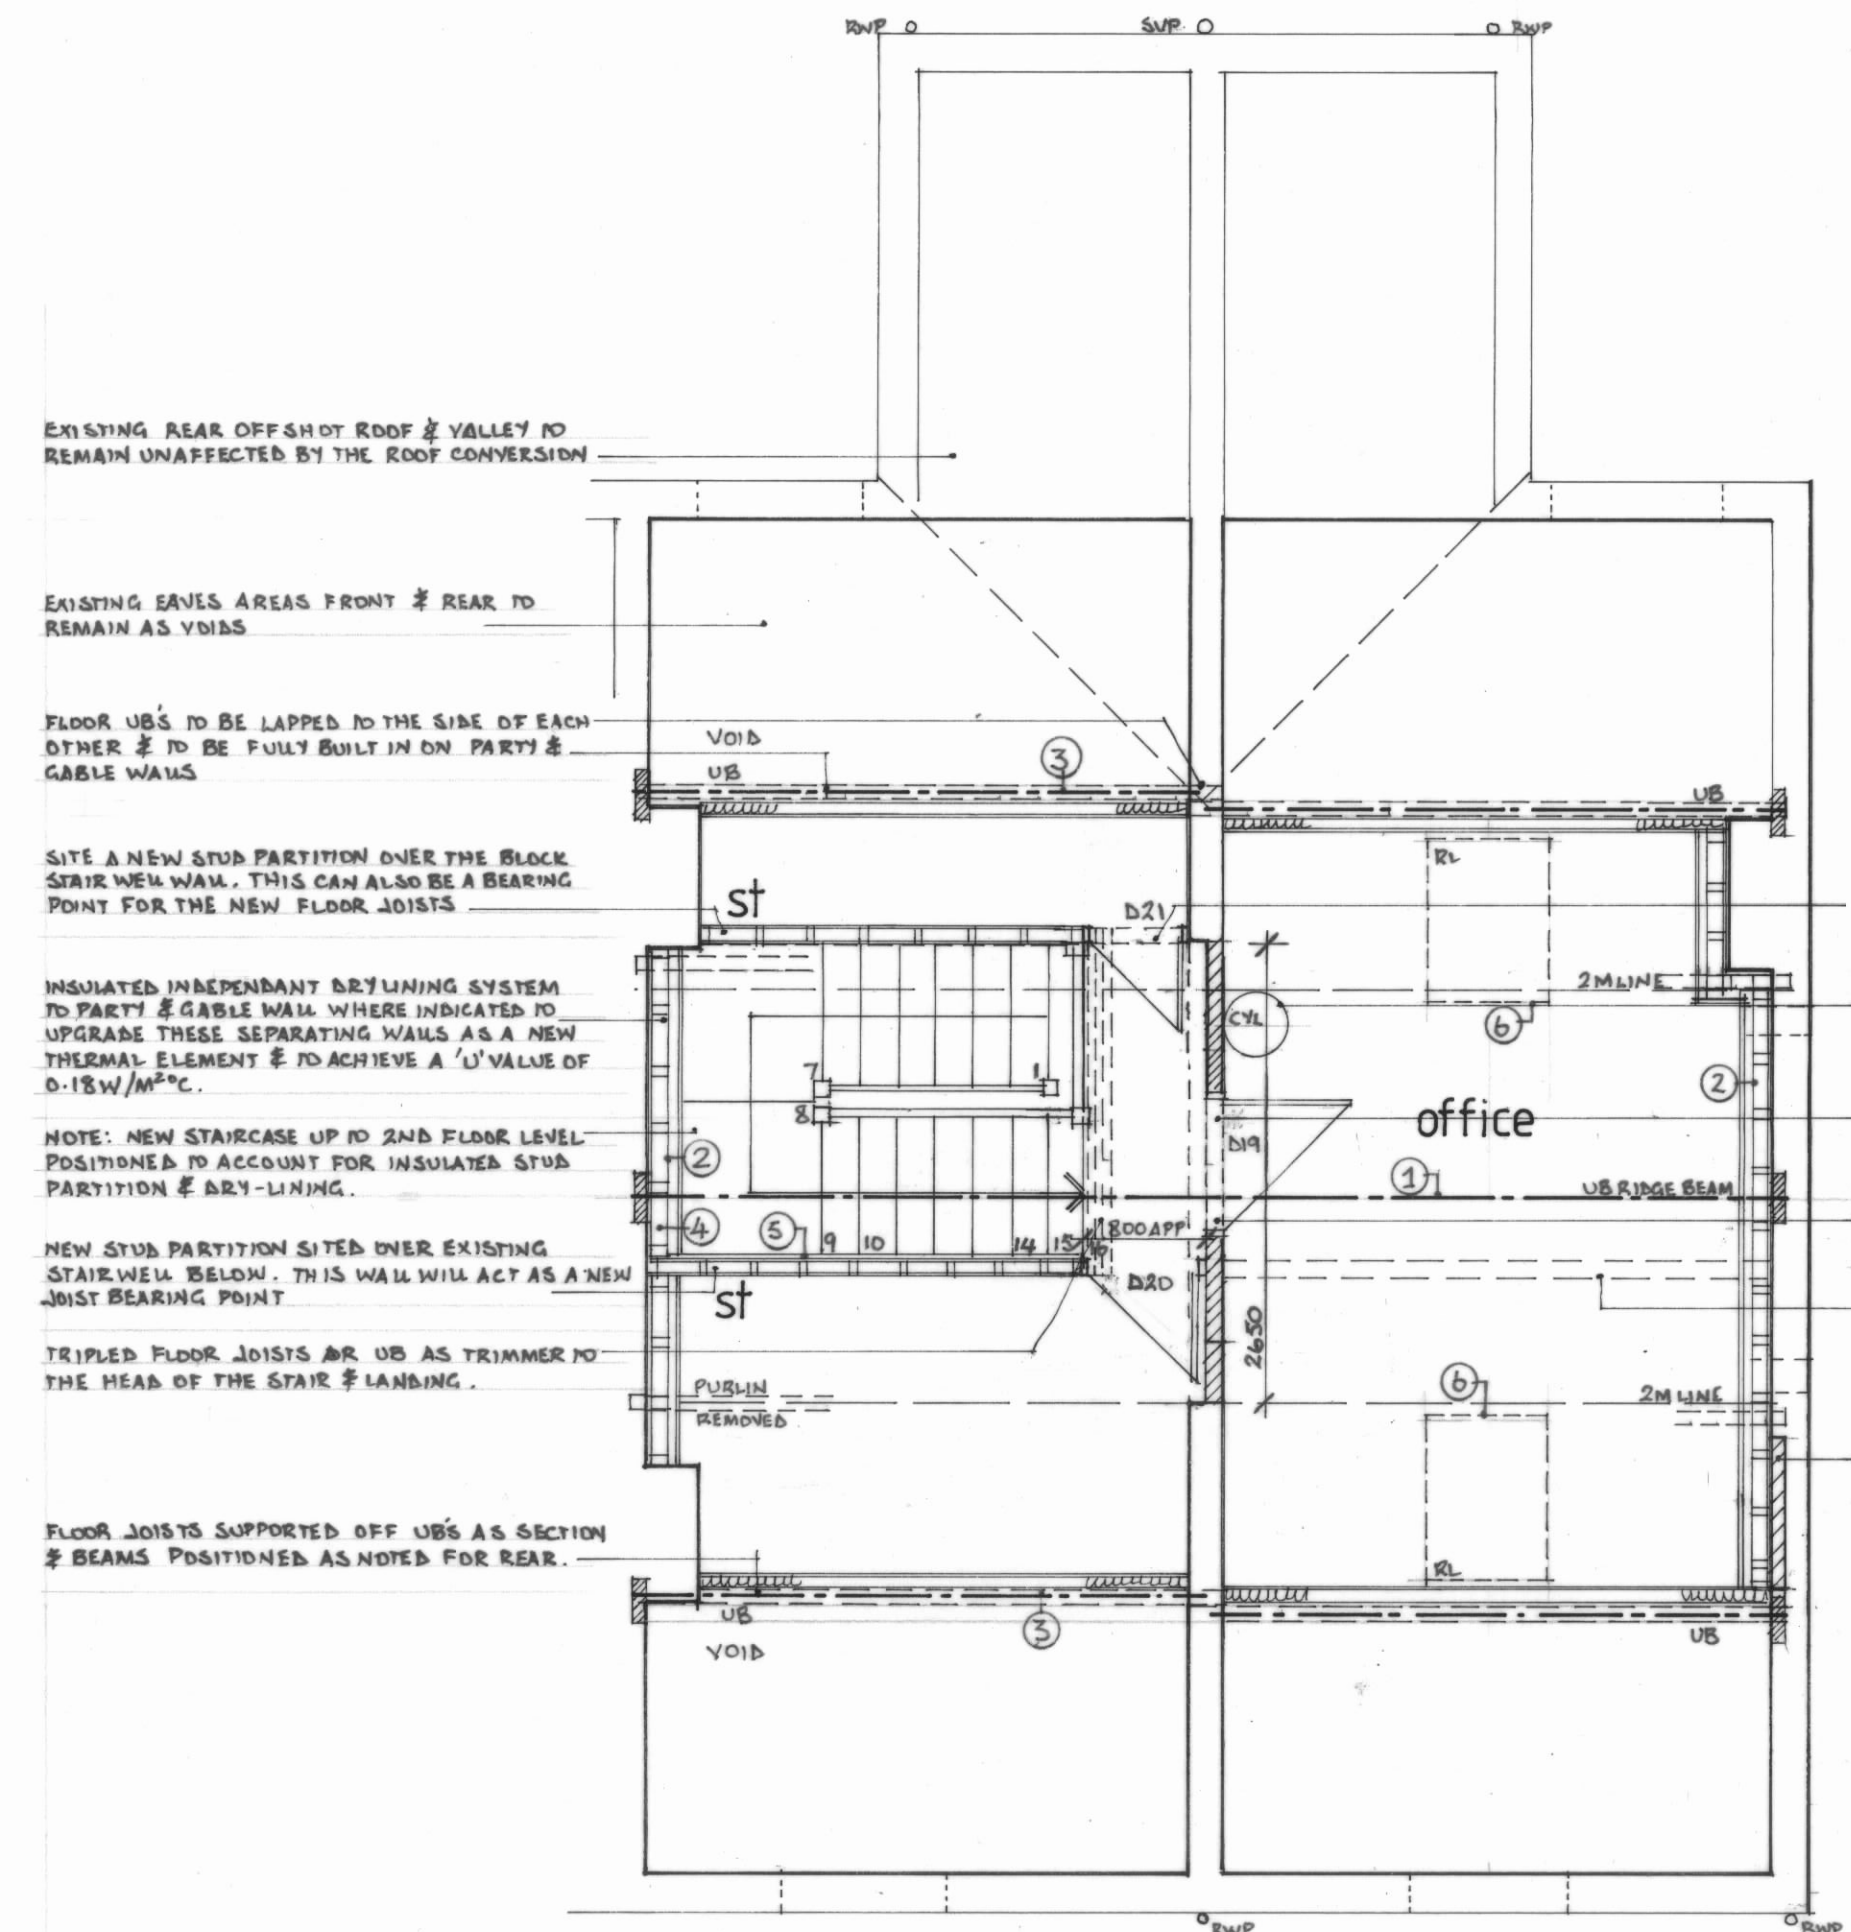 RWP
SVP
RWP
EXISTING REAR OFFSHOT ROOF & VALLEY TO
REMAIN UNAFFECTED BY THE ROOF CONVERSION
EXISTING EAVES AREAS FRONT & REAR TO
REMAIN AS VOIDS
FLOOR UB'S TO BE LAPPED TO THE SIDE OF EACH
OTHER & TO BE FULLY BUILT IN ON PARTY &
GABLE WALLS
SITE A NEW STUD PARTITION OVER THE BLOCK
STAIR WELL WALL. THIS CAN ALSO BE A BEARING
POINT FOR THE NEW FLOOR JOISTS
INSULATED INDEPENDANT DRYLINING SYSTEM
TO PARTY & GABLE WALL WHERE INDICATED TO
UPGRADE THESE SEPARATING WALLS AS A NEW
THERMAL ELEMENT & TO ACHIEVE A 'U' VALUE OF
0.18W/M²°C.
NOTE: NEW STAIRCASE UP TO 2ND FLOOR LEVEL
POSITIONED TO ACCOUNT FOR INSULATED STUD
PARTITION & DRY-LINING.
NEW STUD PARTITION SITED OVER EXISTING
STAIRWELL BELOW. THIS WALL WILL ACT AS A NEW
JOIST BEARING POINT
TRIPLED FLOOR JOISTS OR UB AS TRIMMER TO
THE HEAD OF THE STAIR & LANDING.
FLOOR JOISTS SUPPORTED OFF UB'S AS SECTION
& BEAMS POSITIONED AS NOTED FOR REAR.
VOID
UB
3
UB
RL
st
D21
2M LINE
CYL
6
7
1
2
8
office
D19
2
1
UB RIDGE BEAM
4
5
9
10
14
15
16
800 APP
D20
st
2650
6
PURLIN
REMOVED
2M LINE
RL
UB
3
UB
VOID
RWP
RWP